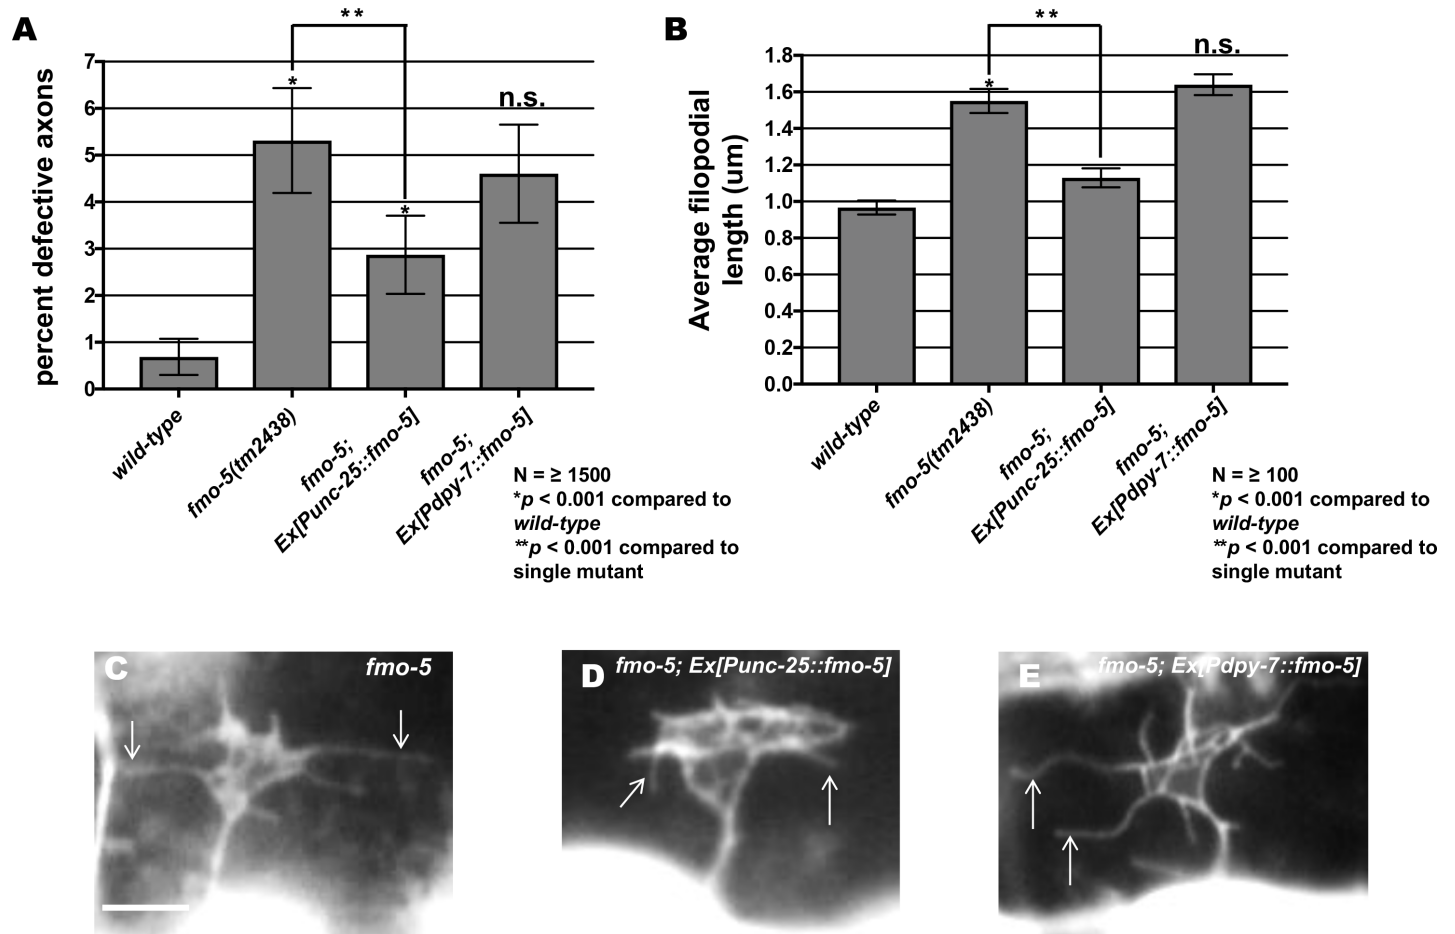 A
**
7
6
5
4
3
2
1
0
percent defective axons
*
*
n.s.
wild-type
fmo-5(tm2438)
fmo-5;
Ex[Punc-25::fmo-5]
fmo-5;
Ex[Pdpy-7::fmo-5]
N = ≥ 1500
*p < 0.001 compared to
wild-type
**p < 0.001 compared to
single mutant
B
**
1.8
1.6
1.4
1.2
1.0
0.8
0.6
0.4
0.2
0.0
Average filopodial
length (um)
*
n.s.
wild-type
fmo-5(tm2438)
fmo-5;
Ex[Punc-25::fmo-5]
fmo-5;
Ex[Pdpy-7::fmo-5]
N = ≥ 100
*p < 0.001 compared to
wild-type
**p < 0.001 compared to
single mutant
C
fmo-5
D
fmo-5; Ex[Punc-25::fmo-5]
E
fmo-5; Ex[Pdpy-7::fmo-5]